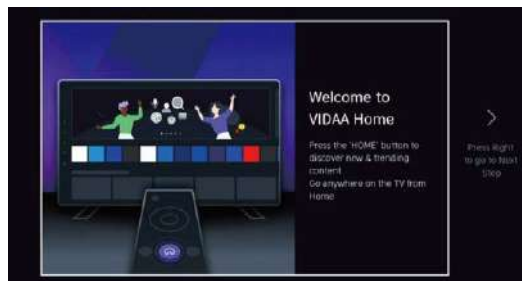 Welcome to
VIDAA Home
Press the 'HOME' button to
discover new & trending
content
Go anywhere on the TV from
Home
Press Right
to go to Next
Step